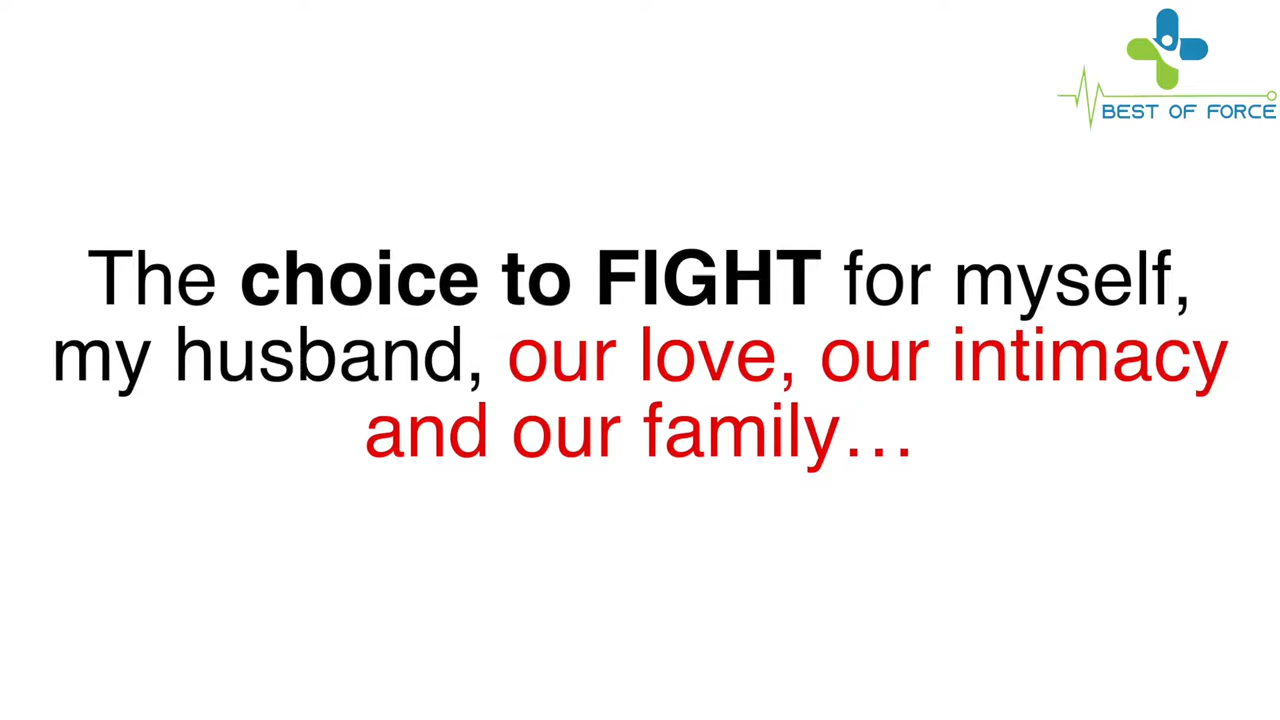 BEST OF FORCE
The choice to FIGHT for myself,
my husband, our love, our intimacy
and our family…